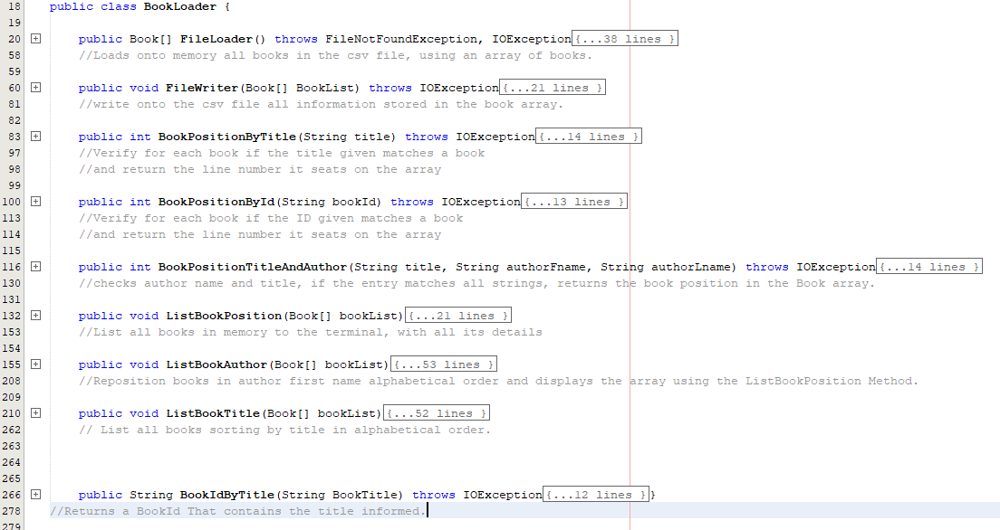 18 public class BookLoader {
19
20 public Book[] FileLoader() throws FileNotFoundException, IOException{...38 lines }
58 //Loads onto memory all books in the csv file, using an array of books.
59
60 public void FileWriter(Book[] BookList) throws IOException{...21 lines }
81 //write onto the csv file all information stored in the book array.
82
83 public int BookPositionByTitle(String title) throws IOException{...14 lines }
97 //Verify for each book if the title given matches a book
98 //and return the line number it seats on the array
99
100 public int BookPositionById(String bookId) throws IOException{...13 lines }
113 //Verify for each book if the ID given matches a book
114 //and return the line number it seats on the array
115
116 public int BookPositionTitleAndAuthor(String title, String authorFname, String authorLname) throws IOException{...14 lines }
130 //checks author name and title, if the entry matches all strings, returns the book position in the Book array.
131
132 public void ListBookPosition(Book[] bookList){...21 lines }
153 //List all books in memory to the terminal, with all its details
154
155 public void ListBookAuthor(Book[] bookList){...53 lines }
208 //Reposition books in author first name alphabetical order and displays the array using the ListBookPosition Method.
209
210 public void ListBookTitle(Book[] bookList){...52 lines }
262 // List all books sorting by title in alphabetical order.
263
264
265
266 public String BookIdByTitle(String BookTitle) throws IOException{...12 lines }}
278 //Returns a BookId That contains the title informed.
279